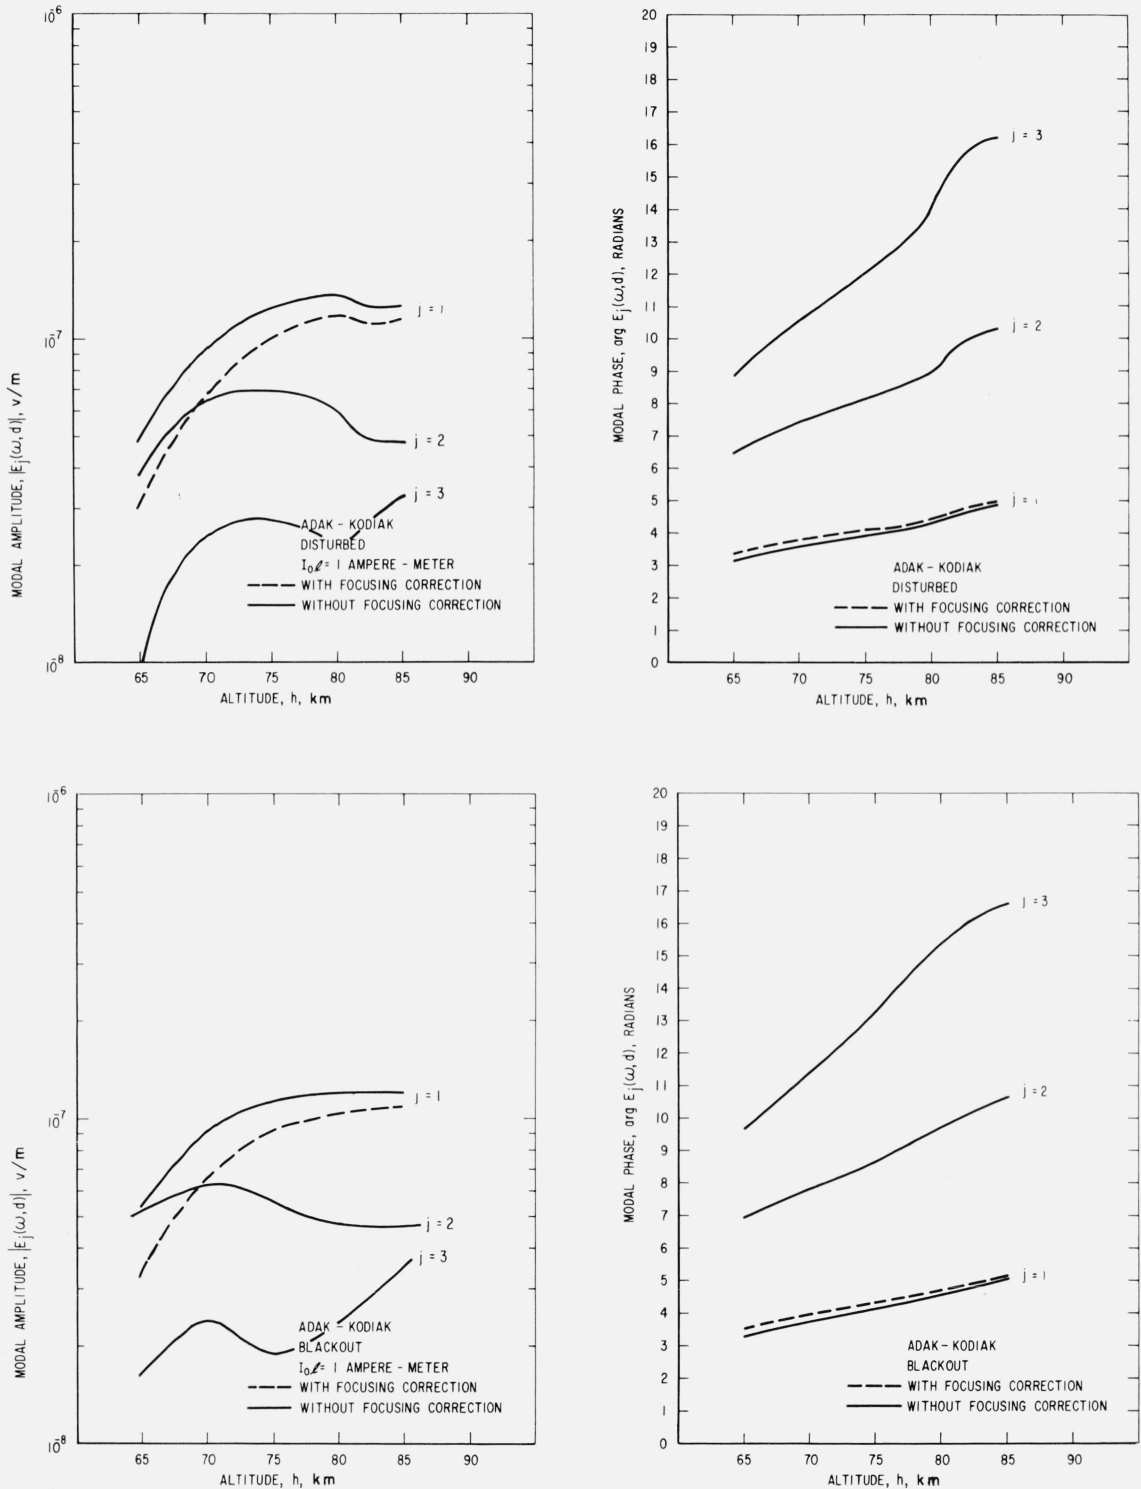 10⁻⁶
10⁻⁷
10⁻⁸
MODAL AMPLITUDE, |Ej(ω,d)|, v/m
j = 1
j = 2
j = 3
ADAK – KODIAK
DISTURBED
I₀ℓ= 1 AMPERE – METER
WITH FOCUSING CORRECTION
WITHOUT FOCUSING CORRECTION
65 70 75 80 85 90
ALTITUDE, h, km
20
19
18
17
16
15
14
13
12
11
10
9
8
7
6
5
4
3
2
1
0
MODAL PHASE, arg Ej(ω,d), RADIANS
j = 3
j = 2
j = 1
ADAK – KODIAK
DISTURBED
WITH FOCUSING CORRECTION
WITHOUT FOCUSING CORRECTION
65 70 75 80 85 90
ALTITUDE, h, km
10⁻⁶
10⁻⁷
10⁻⁸
MODAL AMPLITUDE, |Ej(ω,d)|, v/m
j = 1
j = 2
j = 3
ADAK – KODIAK
BLACKOUT
I₀ℓ= 1 AMPERE – METER
WITH FOCUSING CORRECTION
WITHOUT FOCUSING CORRECTION
65 70 75 80 85 90
ALTITUDE, h, km
20
19
18
17
16
15
14
13
12
11
10
9
8
7
6
5
4
3
2
1
0
MODAL PHASE, arg Ej(ω,d), RADIANS
j = 3
j = 2
j = 1
ADAK – KODIAK
BLACKOUT
WITH FOCUSING CORRECTION
WITHOUT FOCUSING CORRECTION
65 70 75 80 85 90
ALTITUDE, h, km